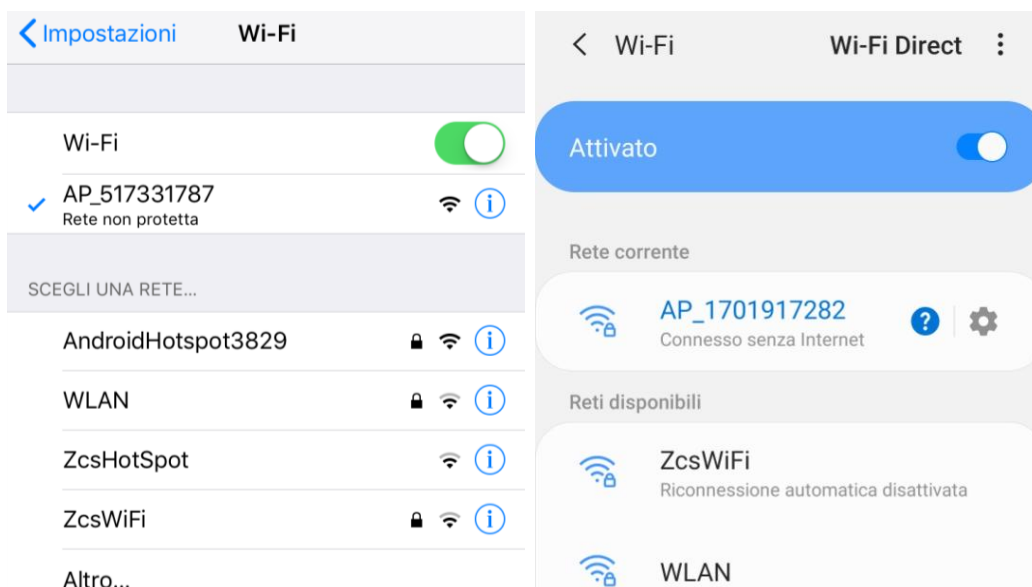 Impostazioni Wi-Fi
Wi-Fi
AP_517331787
Rete non protetta
SCEGLI UNA RETE...
AndroidHotspot3829
WLAN
ZcsHotSpot
ZcsWiFi
Altro...
Wi-Fi Wi-Fi Direct
Attivato
Rete corrente
AP_1701917282
Connesso senza Internet
Reti disponibili
ZcsWiFi
Riconnessione automatica disattivata
WLAN